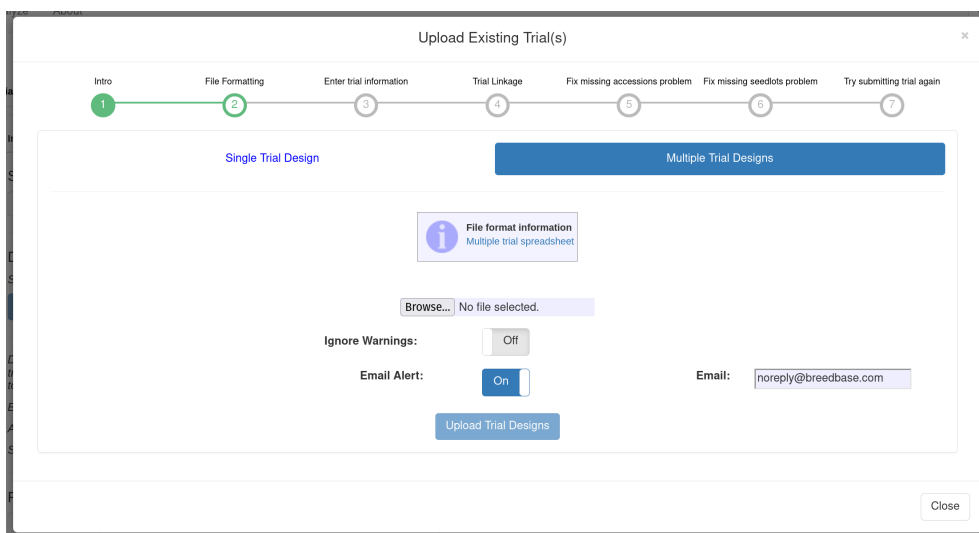 About
Upload Existing Trial(s)
×
Intro
File Formatting
Enter trial information
Trial Linkage
Fix missing accessions problem
Fix missing seedlots problem
Try submitting trial again
1
2
3
4
5
6
7
Single Trial Design
Multiple Trial Designs
File format information
Multiple trial spreadsheet
Browse... No file selected.
Ignore Warnings: Off
Email Alert: On
Email: noreply@breedbase.com
Upload Trial Designs
Close